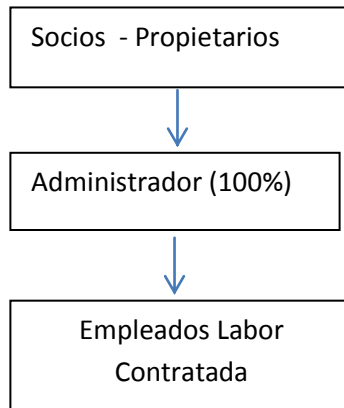 Socios - Propietarios
Administrador (100%)
Empleados Labor
Contratada